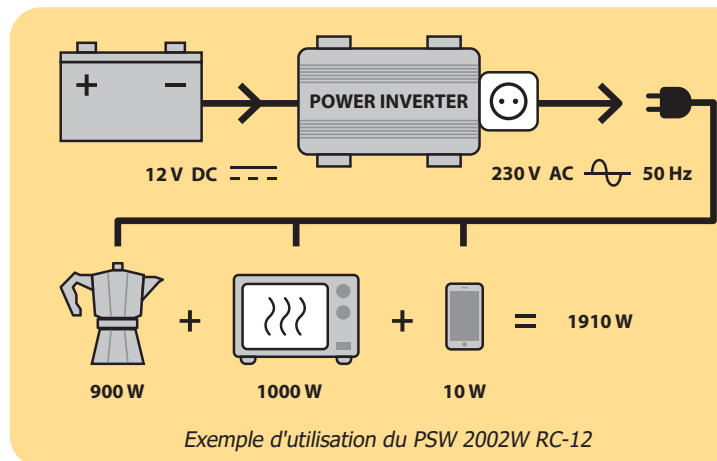 + −
POWER INVERTER
12 V DC
230 V AC 50 Hz
+ + = 1910 W
900 W 1000 W 10 W
Exemple d'utilisation du PSW 2002W RC-12